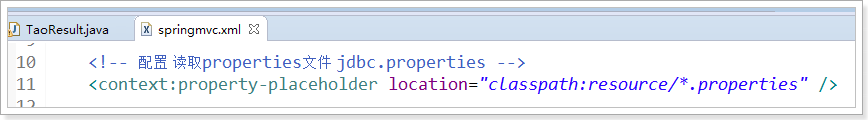 TaoResult.java springmvc.xml
10 <!-- 配置 读取properties文件 jdbc.properties -->
11 <context:property-placeholder location="classpath:resource/*.properties" />
12